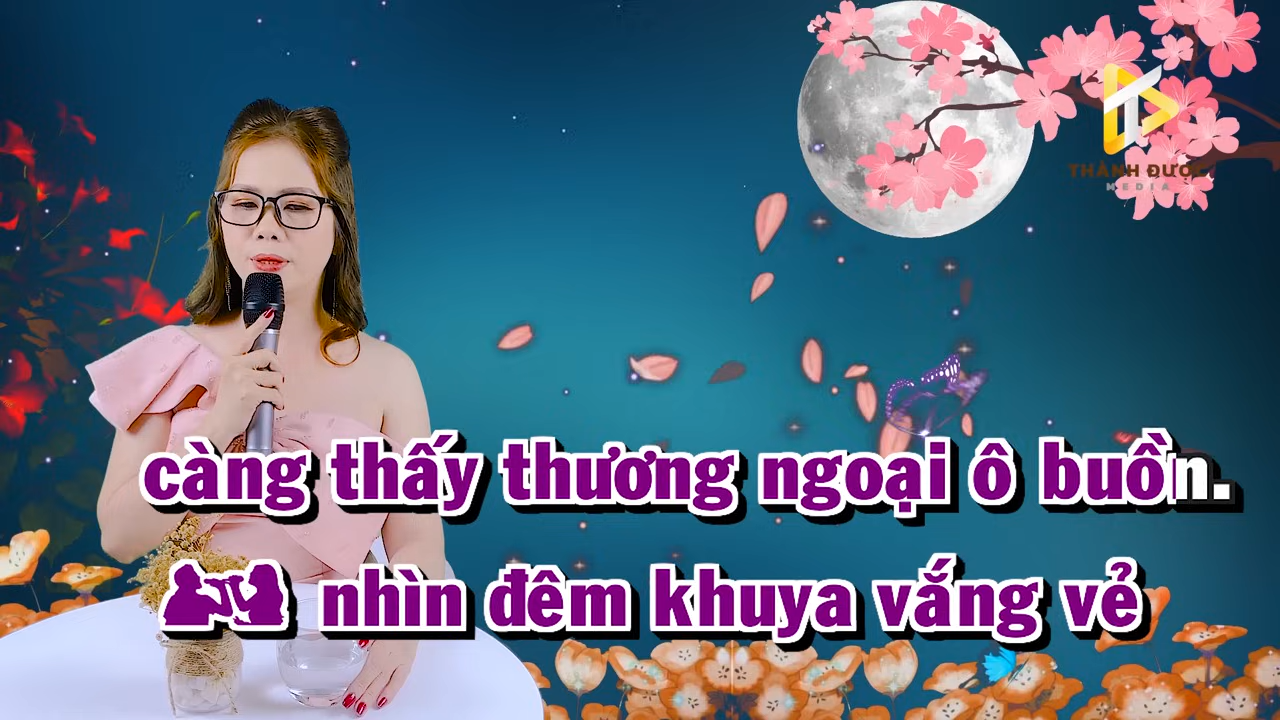 THÀNH ĐƯỢC
MEDIA
càng thấy thương ngoại ô buồn.
nhìn đêm khuya vắng vẻ